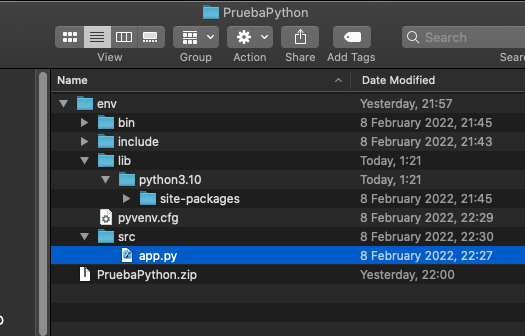 PruebaPython
View Group Action Share Add Tags Sear
Search
Name Date Modified
env Yesterday, 21:57
bin 8 February 2022, 21:45
include 8 February 2022, 21:43
lib Today, 1:21
python3.10 Today, 1:21
site-packages 8 February 2022, 21:45
pyvenv.cfg 8 February 2022, 22:29
src 8 February 2022, 22:30
app.py 8 February 2022, 22:27
PruebaPython.zip Yesterday, 22:00